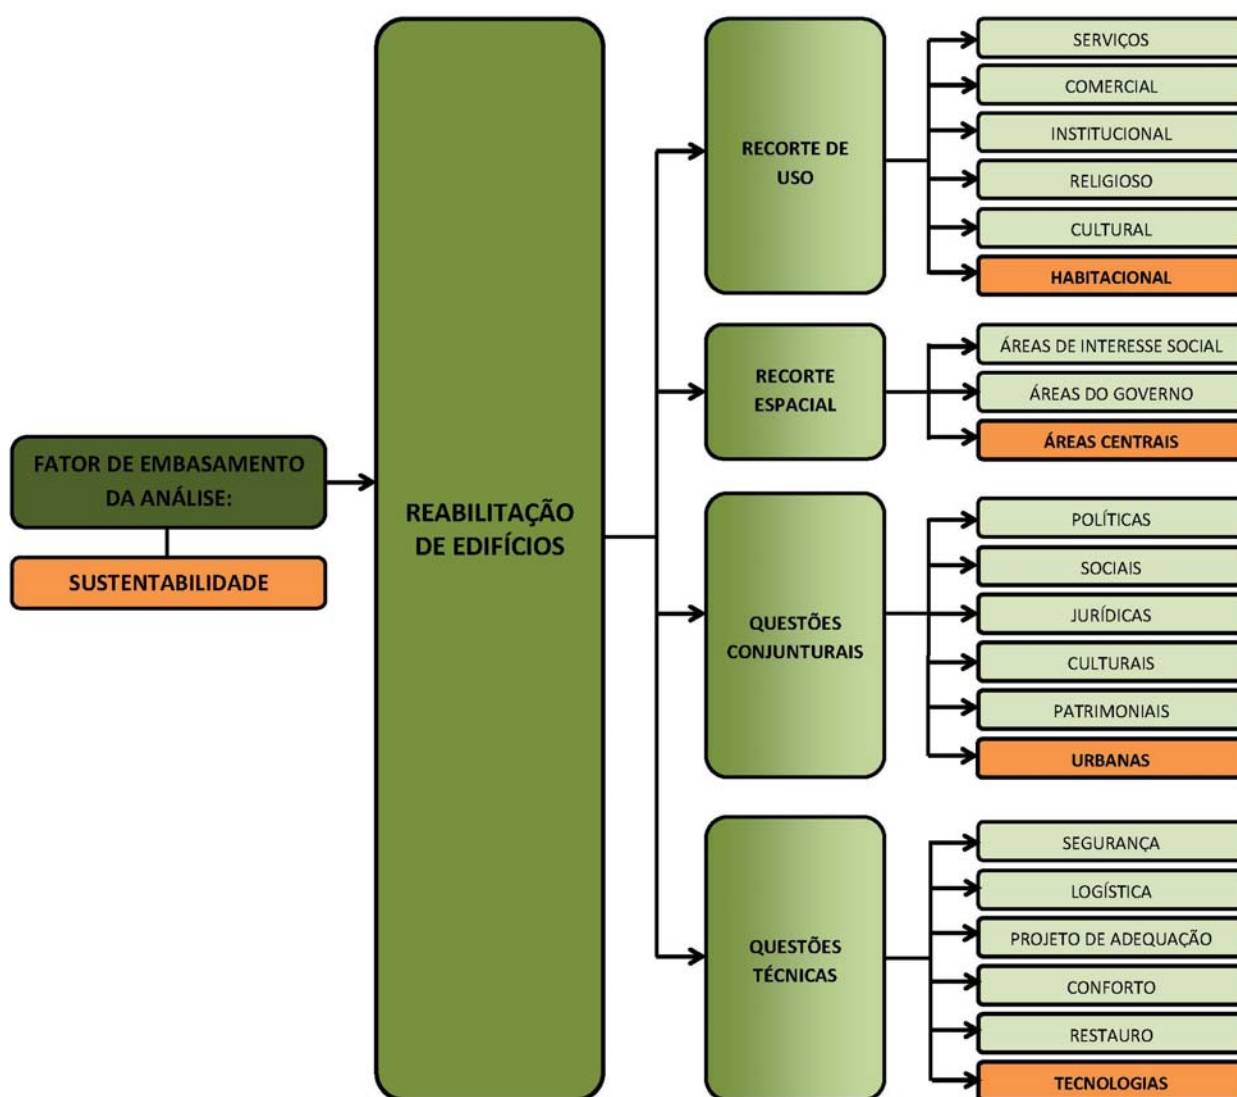 FATOR DE EMBASAMENTO
DA ANÁLISE:
SUSTENTABILIDADE
REABILITAÇÃO
DE EDIFÍCIOS
RECORTE DE
USO
SERVIÇOS
COMERCIAL
INSTITUCIONAL
RELIGIOSO
CULTURAL
HABITACIONAL
RECORTE
ESPACIAL
ÁREAS DE INTERESSE SOCIAL
ÁREAS DO GOVERNO
ÁREAS CENTRAIS
QUESTÕES
CONJUNTURAIS
POLÍTICAS
SOCIAIS
JURÍDICAS
CULTURAIS
PATRIMONIAIS
URBANAS
QUESTÕES
TÉCNICAS
SEGURANÇA
LOGÍSTICA
PROJETO DE ADEQUAÇÃO
CONFORTO
RESTAURO
TECNOLOGIAS